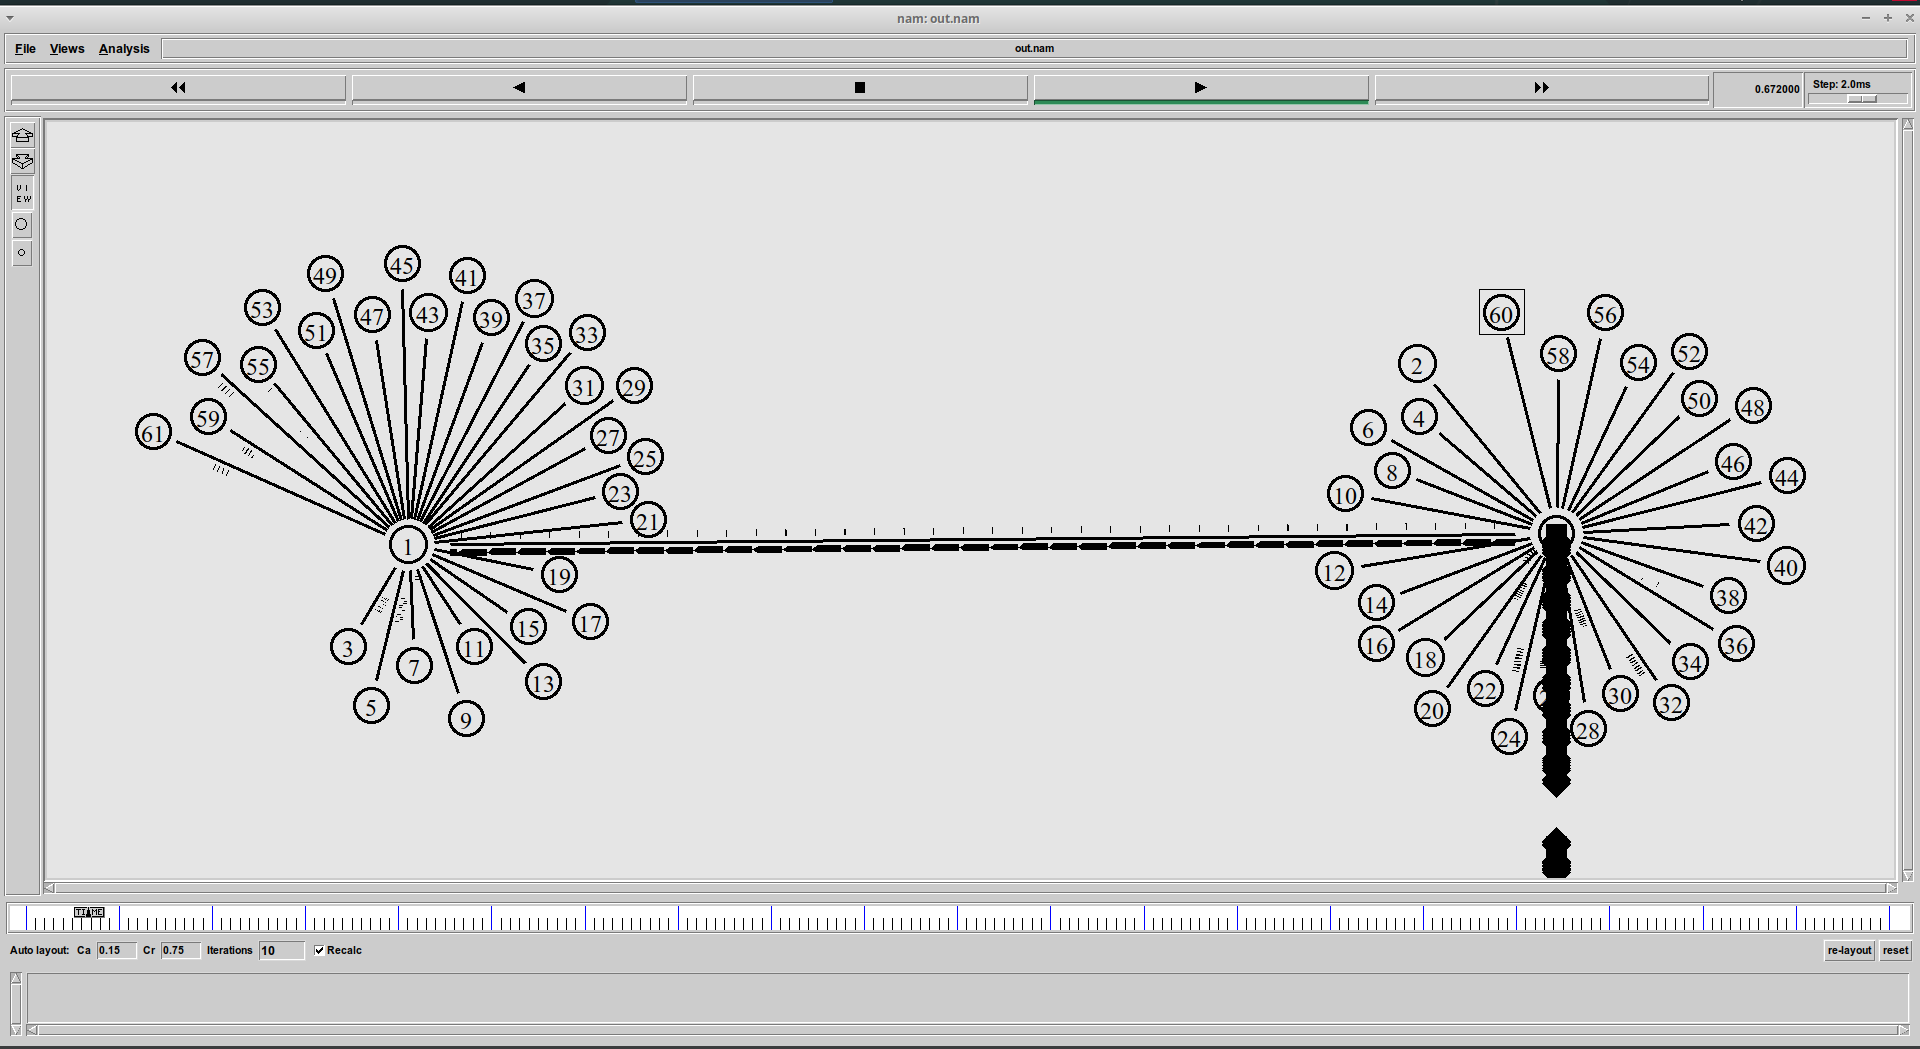 nam: out.nam
File Views Analysis out.nam
0.672000 Step: 2.0ms
VIEW
45
49 41
37
53 56
47 43 39 60
51 33
35
57 58 52
55 2 54
31 29
50
48
59 4
61 27 6
25 46
8 44
23 10
21 42
1
40
19 12
38
14
17
15
3 11 16 36
7 18 34
13 22 30
5 20 32
9 28
24
TIME
Auto layout: Ca 0.15 Cr 0.75 Iterations 10 Recalc re-layout reset